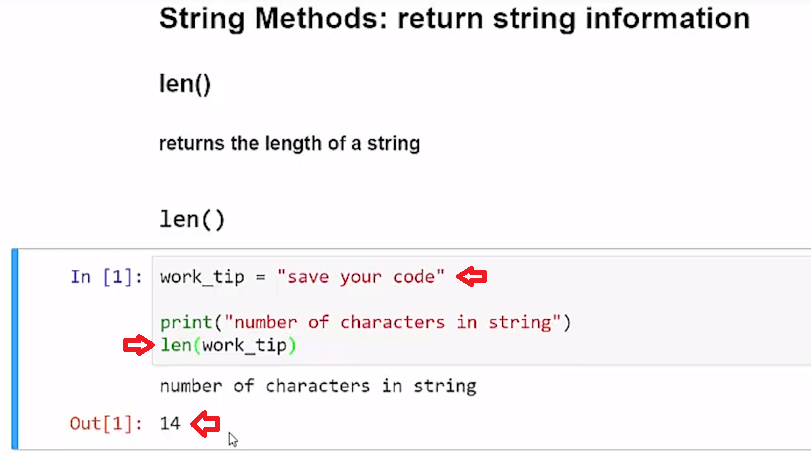 String Methods: return string information
len()
returns the length of a string
len()
In [1]: work_tip = "save your code"
print("number of characters in string")
len(work_tip)
number of characters in string
Out[1]: 14